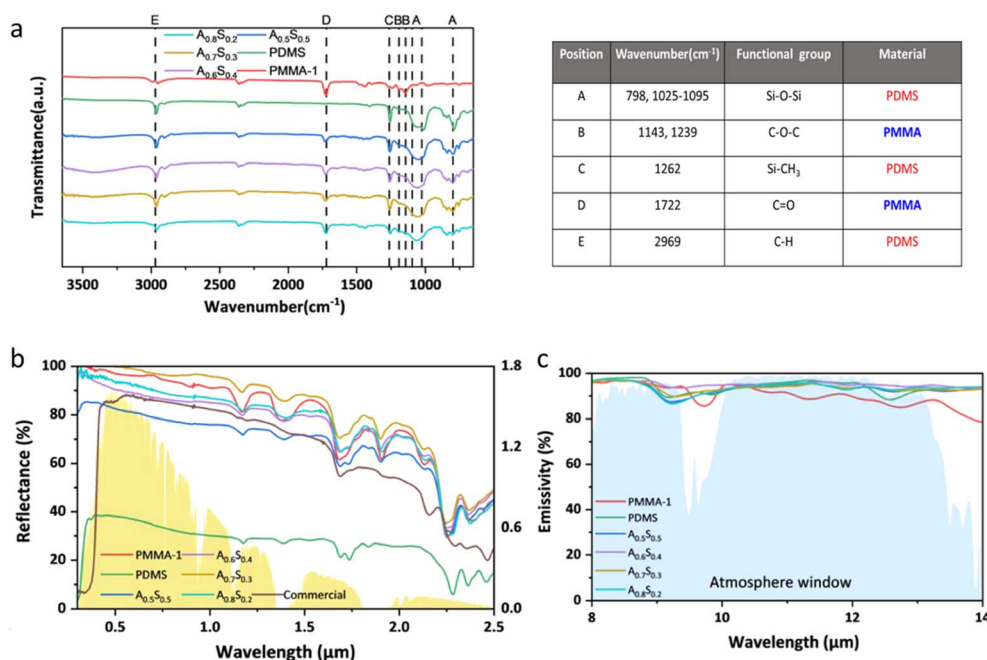 a
E D C B B A A
A0.8S0.2 A0.5S0.5
A0.7S0.3 PDMS
A0.6S0.4 PMMA-1
Transmittance(a.u.)
3500 3000 2500 2000 1500 1000
Wavenumber(cm-1)
Position Wavenumber(cm-1) Functional group Material
A 798, 1025-1095 Si-O-Si PDMS
B 1143, 1239 C-O-C PMMA
C 1262 Si-CH3 PDMS
D 1722 C=O PMMA
E 2969 C-H PDMS
b
100 1.8
80
1.2
60
40 0.6
20
0 0.0
Reflectance (%)
PMMA-1 A0.6S0.4
PDMS A0.7S0.3
A0.5S0.5 A0.8S0.2 Commercial
0.5 1.0 1.5 2.0 2.5
Wavelength (μm)
c
100
80
60
40
20
0
Emissivity (%)
PMMA-1
PDMS
A0.5S0.5
A0.6S0.4
A0.7S0.3
A0.8S0.2
Atmosphere window
8 10 12 14
Wavelength (μm)